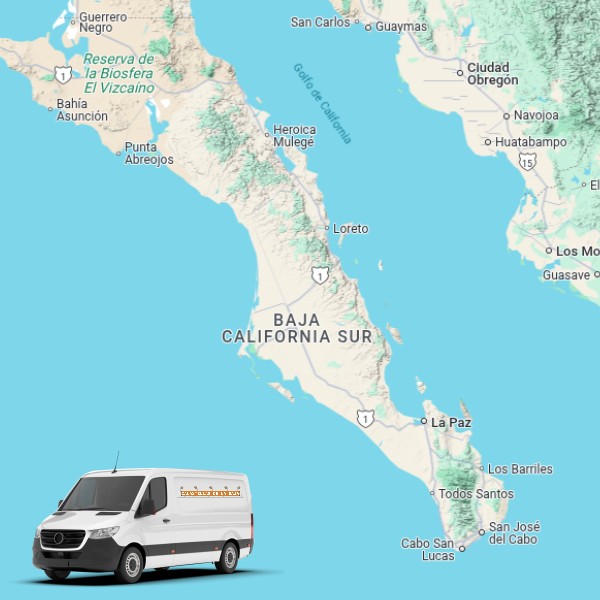 Guerrero
Negro
San Carlos
Guaymas
Reserva de
la Biosfera
El Vizcaíno
1
Golfo de California
Ciudad
Obregón
Bahía
Asunción
Navojoa
Heroica
Mulegé
Huatabampo
Punta
Abreojos
15
El
Loreto
Los Mo
Guasave
1
BAJA
CALIFORNIA SUR
1
La Paz
Los Barriles
Todos Santos
San José
del Cabo
Cabo San
Lucas